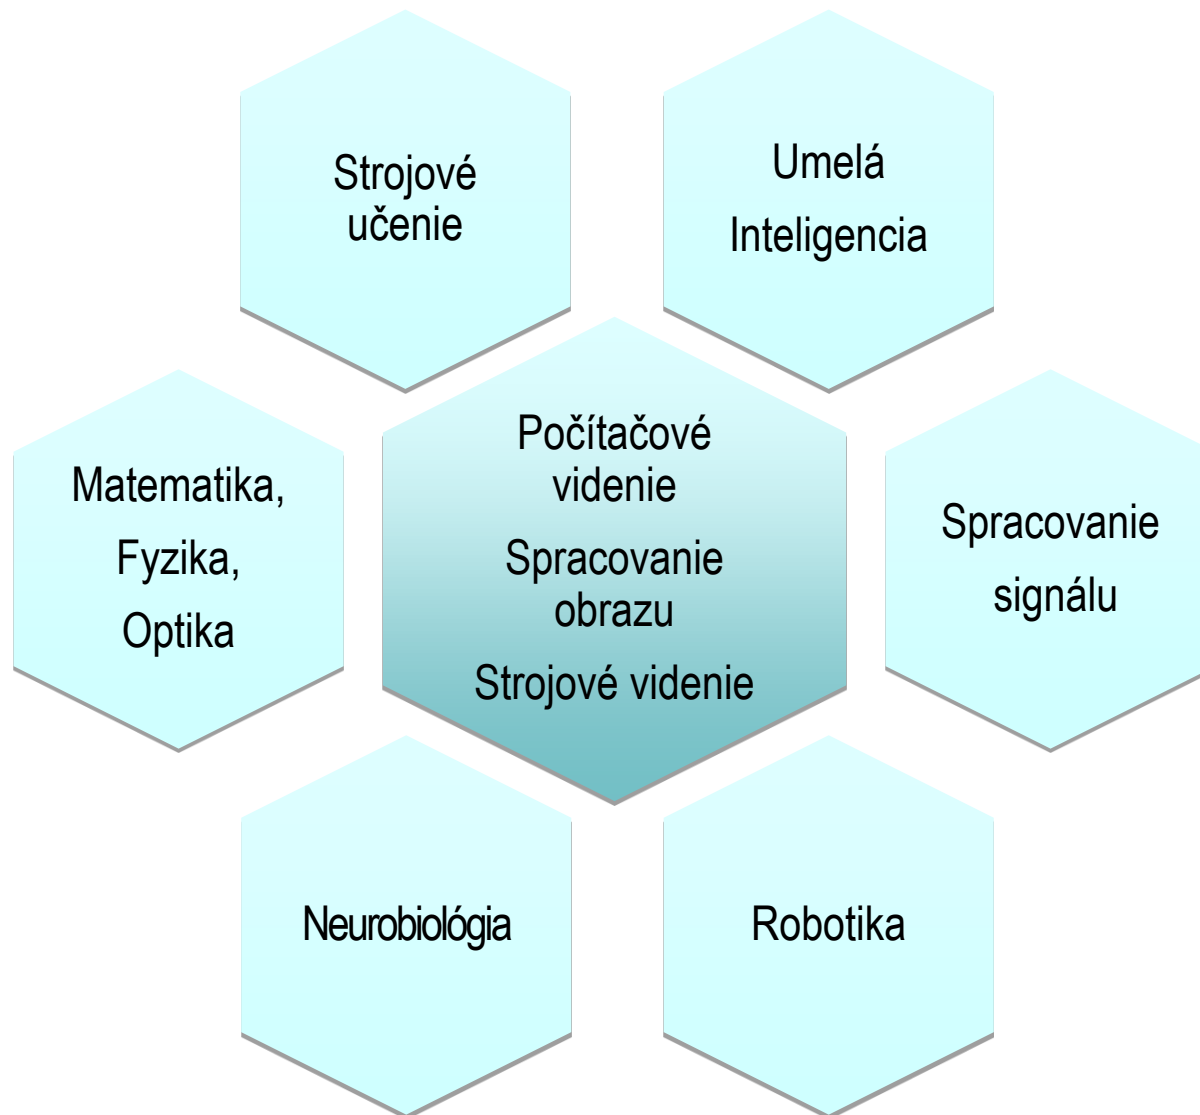 Strojové
učenie
Umelá
Inteligencia
Matematika,
Fyzika,
Optika
Počítačové
videnie
Spracovanie
obrazu
Strojové videnie
Spracovanie
signálu
Neurobiológia
Robotika